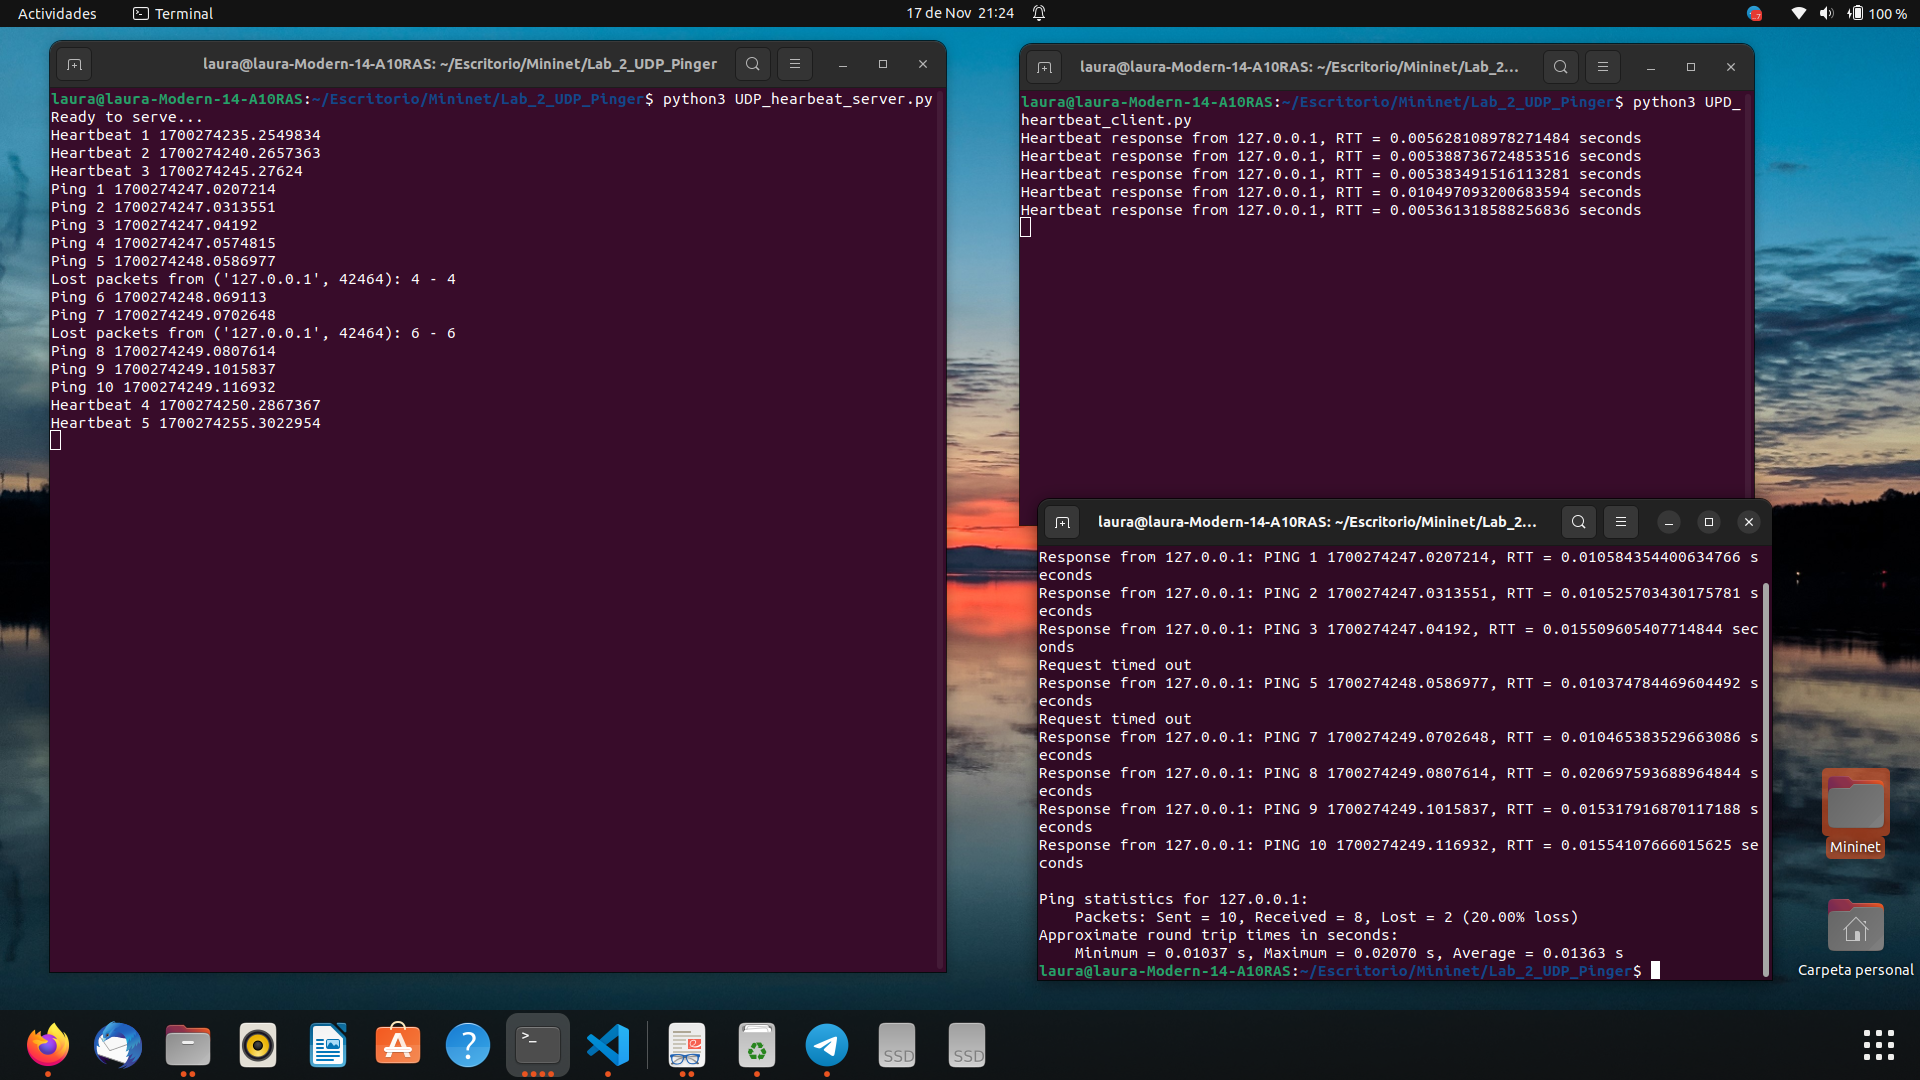 Actividades
Terminal
17 de Nov 21:24
100 %
laura@laura-Modern-14-A10RAS: ~/Escritorio/Mininet/Lab_2_UDP_Pinger
laura@laura-Modern-14-A10RAS:~/Escritorio/Mininet/Lab_2_UDP_Pinger$ python3 UDP_hearbeat_server.py
Ready to serve...
Heartbeat 1 1700274235.2549834
Heartbeat 2 1700274240.2657363
Heartbeat 3 1700274245.27624
Ping 1 1700274247.0207214
Ping 2 1700274247.0313551
Ping 3 1700274247.04192
Ping 4 1700274247.0574815
Ping 5 1700274248.0586977
Lost packets from ('127.0.0.1', 42464): 4 - 4
Ping 6 1700274248.069113
Ping 7 1700274249.0702648
Lost packets from ('127.0.0.1', 42464): 6 - 6
Ping 8 1700274249.0807614
Ping 9 1700274249.1015837
Ping 10 1700274249.116932
Heartbeat 4 1700274250.2867367
Heartbeat 5 1700274255.3022954
laura@laura-Modern-14-A10RAS: ~/Escritorio/Mininet/Lab_2...
laura@laura-Modern-14-A10RAS:~/Escritorio/Mininet/Lab_2_UDP_Pinger$ python3 UPD_
heartbeat_client.py
Heartbeat response from 127.0.0.1, RTT = 0.005628108978271484 seconds
Heartbeat response from 127.0.0.1, RTT = 0.005388736724853516 seconds
Heartbeat response from 127.0.0.1, RTT = 0.005383491516113281 seconds
Heartbeat response from 127.0.0.1, RTT = 0.010497093200683594 seconds
Heartbeat response from 127.0.0.1, RTT = 0.005361318588256836 seconds
laura@laura-Modern-14-A10RAS: ~/Escritorio/Mininet/Lab_2...
Response from 127.0.0.1: PING 1 1700274247.0207214, RTT = 0.010584354400634766 s
econds
Response from 127.0.0.1: PING 2 1700274247.0313551, RTT = 0.010525703430175781 s
econds
Response from 127.0.0.1: PING 3 1700274247.04192, RTT = 0.015509605407714844 sec
onds
Request timed out
Response from 127.0.0.1: PING 5 1700274248.0586977, RTT = 0.010374784469604492 s
econds
Request timed out
Response from 127.0.0.1: PING 7 1700274249.0702648, RTT = 0.010465383529663086 s
econds
Response from 127.0.0.1: PING 8 1700274249.0807614, RTT = 0.020697593688964844 s
econds
Response from 127.0.0.1: PING 9 1700274249.1015837, RTT = 0.015317916870117188 s
econds
Response from 127.0.0.1: PING 10 1700274249.116932, RTT = 0.01554107666015625 se
conds
Ping statistics for 127.0.0.1:
Packets: Sent = 10, Received = 8, Lost = 2 (20.00% loss)
Approximate round trip times in seconds:
Minimum = 0.01037 s, Maximum = 0.02070 s, Average = 0.01363 s
laura@laura-Modern-14-A10RAS:~/Escritorio/Mininet/Lab_2_UDP_Pinger$
Mininet
Carpeta personal
SSD
SSD